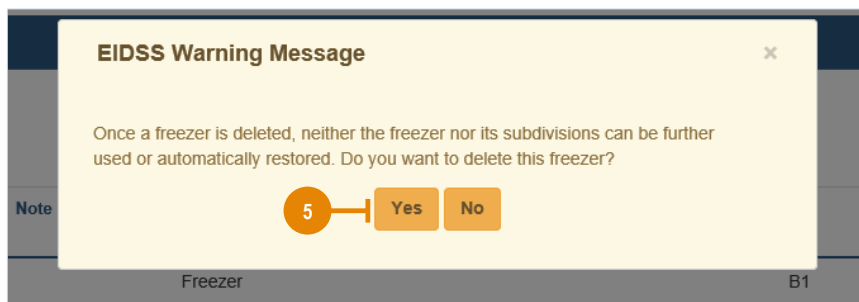 EIDSS Warning Message ×
Once a freezer is deleted, neither the freezer nor its subdivisions can be further
used or automatically restored. Do you want to delete this freezer?
5 Yes No
Note
Freezer B1